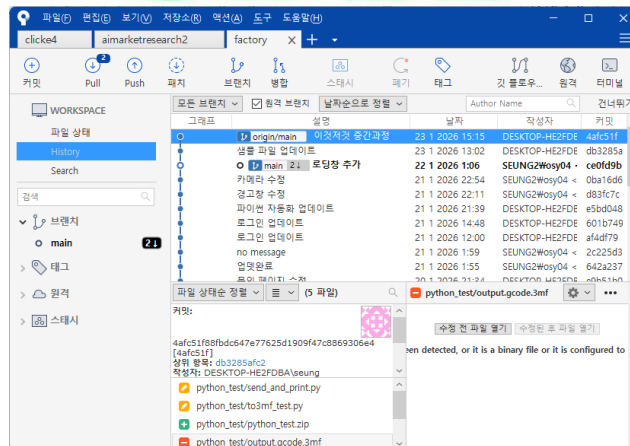 파일(F) 편집(E) 보기(V) 저장소(R) 액션(A) 도구 도움말(H)
clicke4 aimarketresearch2 factory
커밋 2 Pull Push 패치 브랜치 병합 스태시 폐기 태그 깃 플로우... 원격 터미널
WORKSPACE
파일 상태
History
Search
검색
브랜치
main 2↓
태그
원격
스태시
모든 브랜치 원격 브랜치 날짜순으로 정렬 Author Name 건너뛰기
그래프 설명 날짜 작성자 커밋
origin/main 이것저것 중간과정 23 1 2026 15:15 DESKTOP-HE2FDE 4afc51f
샘플 파일 업데이트 23 1 2026 13:02 DESKTOP-HE2FDE db3285a
main 2↓ 로딩창 추가 22 1 2026 1:06 SEUNG2₩osy04 < ce0fd9b
카메라 수정 21 1 2026 22:54 SEUNG2₩osy04 < 0ba16d6
경고창 수정 21 1 2026 22:11 SEUNG2₩osy04 < d83fc7c
파이썬 자동화 업데이트 21 1 2026 21:39 DESKTOP-HE2FDE e5bd048
로그인 업데이트 21 1 2026 14:48 DESKTOP-HE2FDE 601b749
로그인 업데이트 21 1 2026 12:00 DESKTOP-HE2FDE af4df79
no message 21 1 2026 1:59 SEUNG2₩osy04 < 2c225d3
업뎃완료 21 1 2026 1:55 SEUNG2₩osy04 < 642a237
파일 상태순 정렬 (5 파일)
커밋:
4afc51f88fbdc647e77625d1909f47c8869306e4
[4afc51f]
상위 항목: db3285afc2
작성자: DESKTOP-HE2FDBA\seung
python_test/send_and_print.py
python_test/to3mf_test.py
python_test/python_test.zip
python_test/output.gcode.3mf
python_test/output.gcode.3mf
수정 전 파일 열기 수정된 후 파일 열기
een detected, or it is a binary file or it is configured to